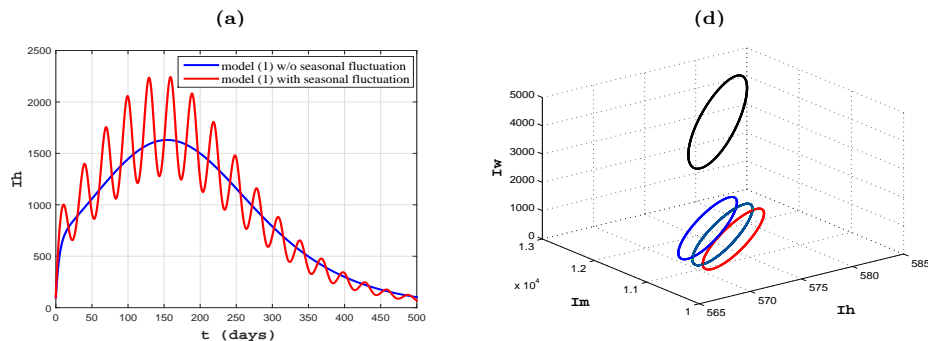 (a)
2500
2000
1500
1000
500
0
Ih
model (1) w/o seasonal fluctuation
model (1) with seasonal fluctuation
0 50 100 150 200 250 300 350 400 450 500
t (days)
(d)
5000
4000
3000
2000
1000
0
Iw
1.3
1.2
1.1
1
x 10^4
Im
565
570
575
580
585
Ih